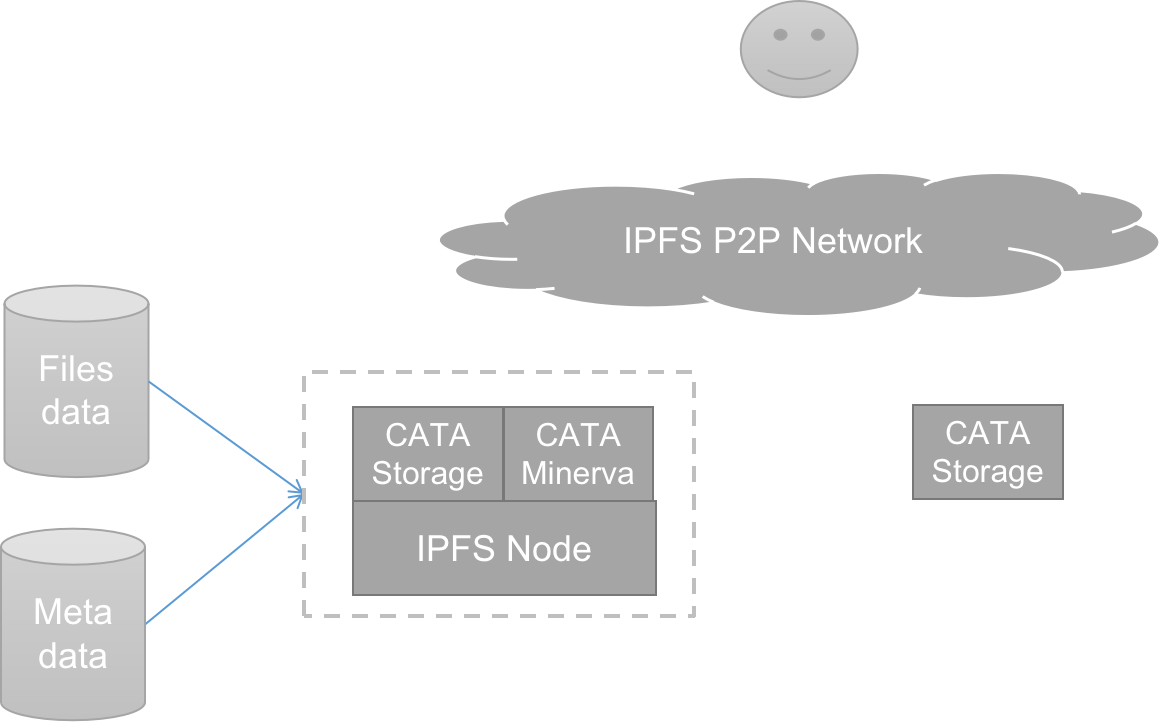 IPFS P2P Network
Files
data
CATA
Storage
CATA
Minerva
IPFS Node
CATA
Storage
Meta
data